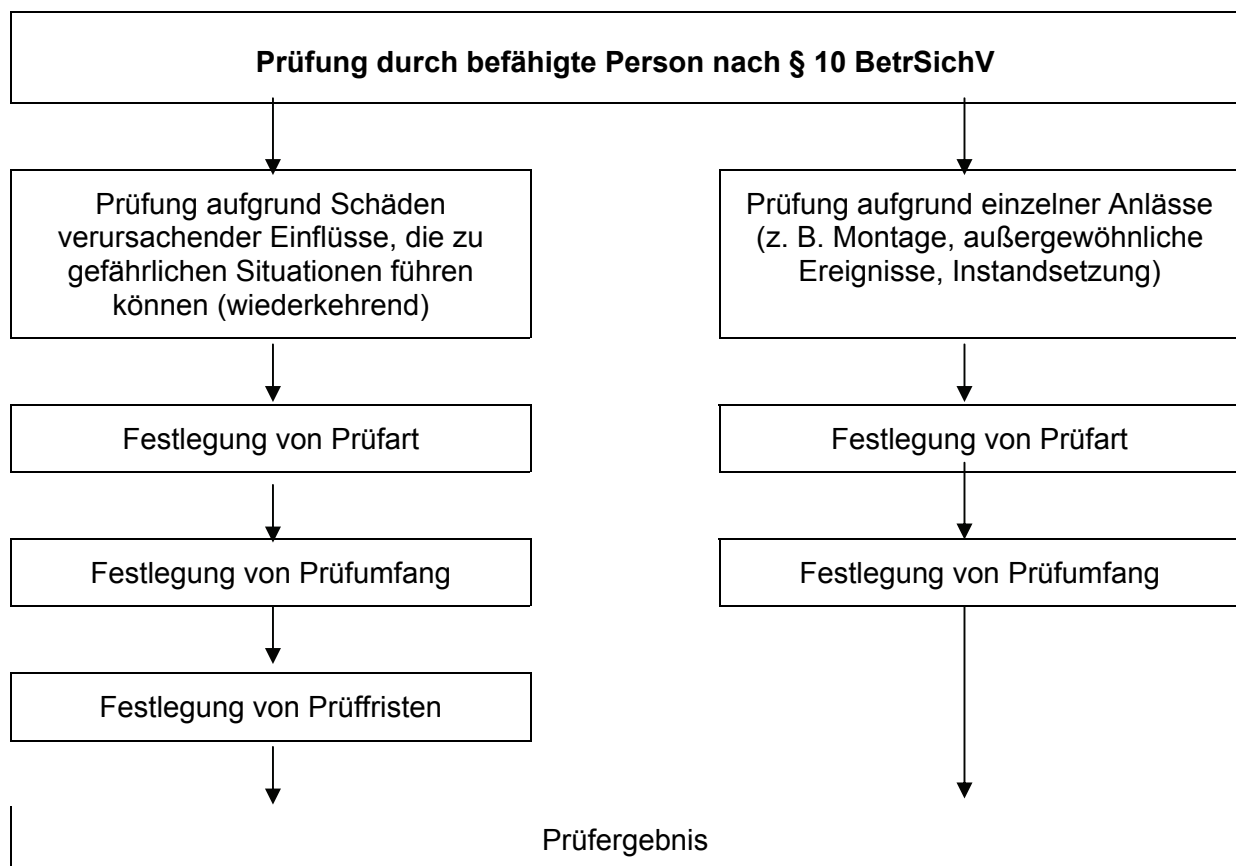 Prüfung durch befähigte Person nach § 10 BetrSichV
Prüfung aufgrund Schäden
verursachender Einflüsse, die zu
gefährlichen Situationen führen
können (wiederkehrend)
Prüfung aufgrund einzelner Anlässe
(z. B. Montage, außergewöhnliche
Ereignisse, Instandsetzung)
Festlegung von Prüfart
Festlegung von Prüfart
Festlegung von Prüfumfang
Festlegung von Prüfumfang
Festlegung von Prüffristen
Prüfergebnis